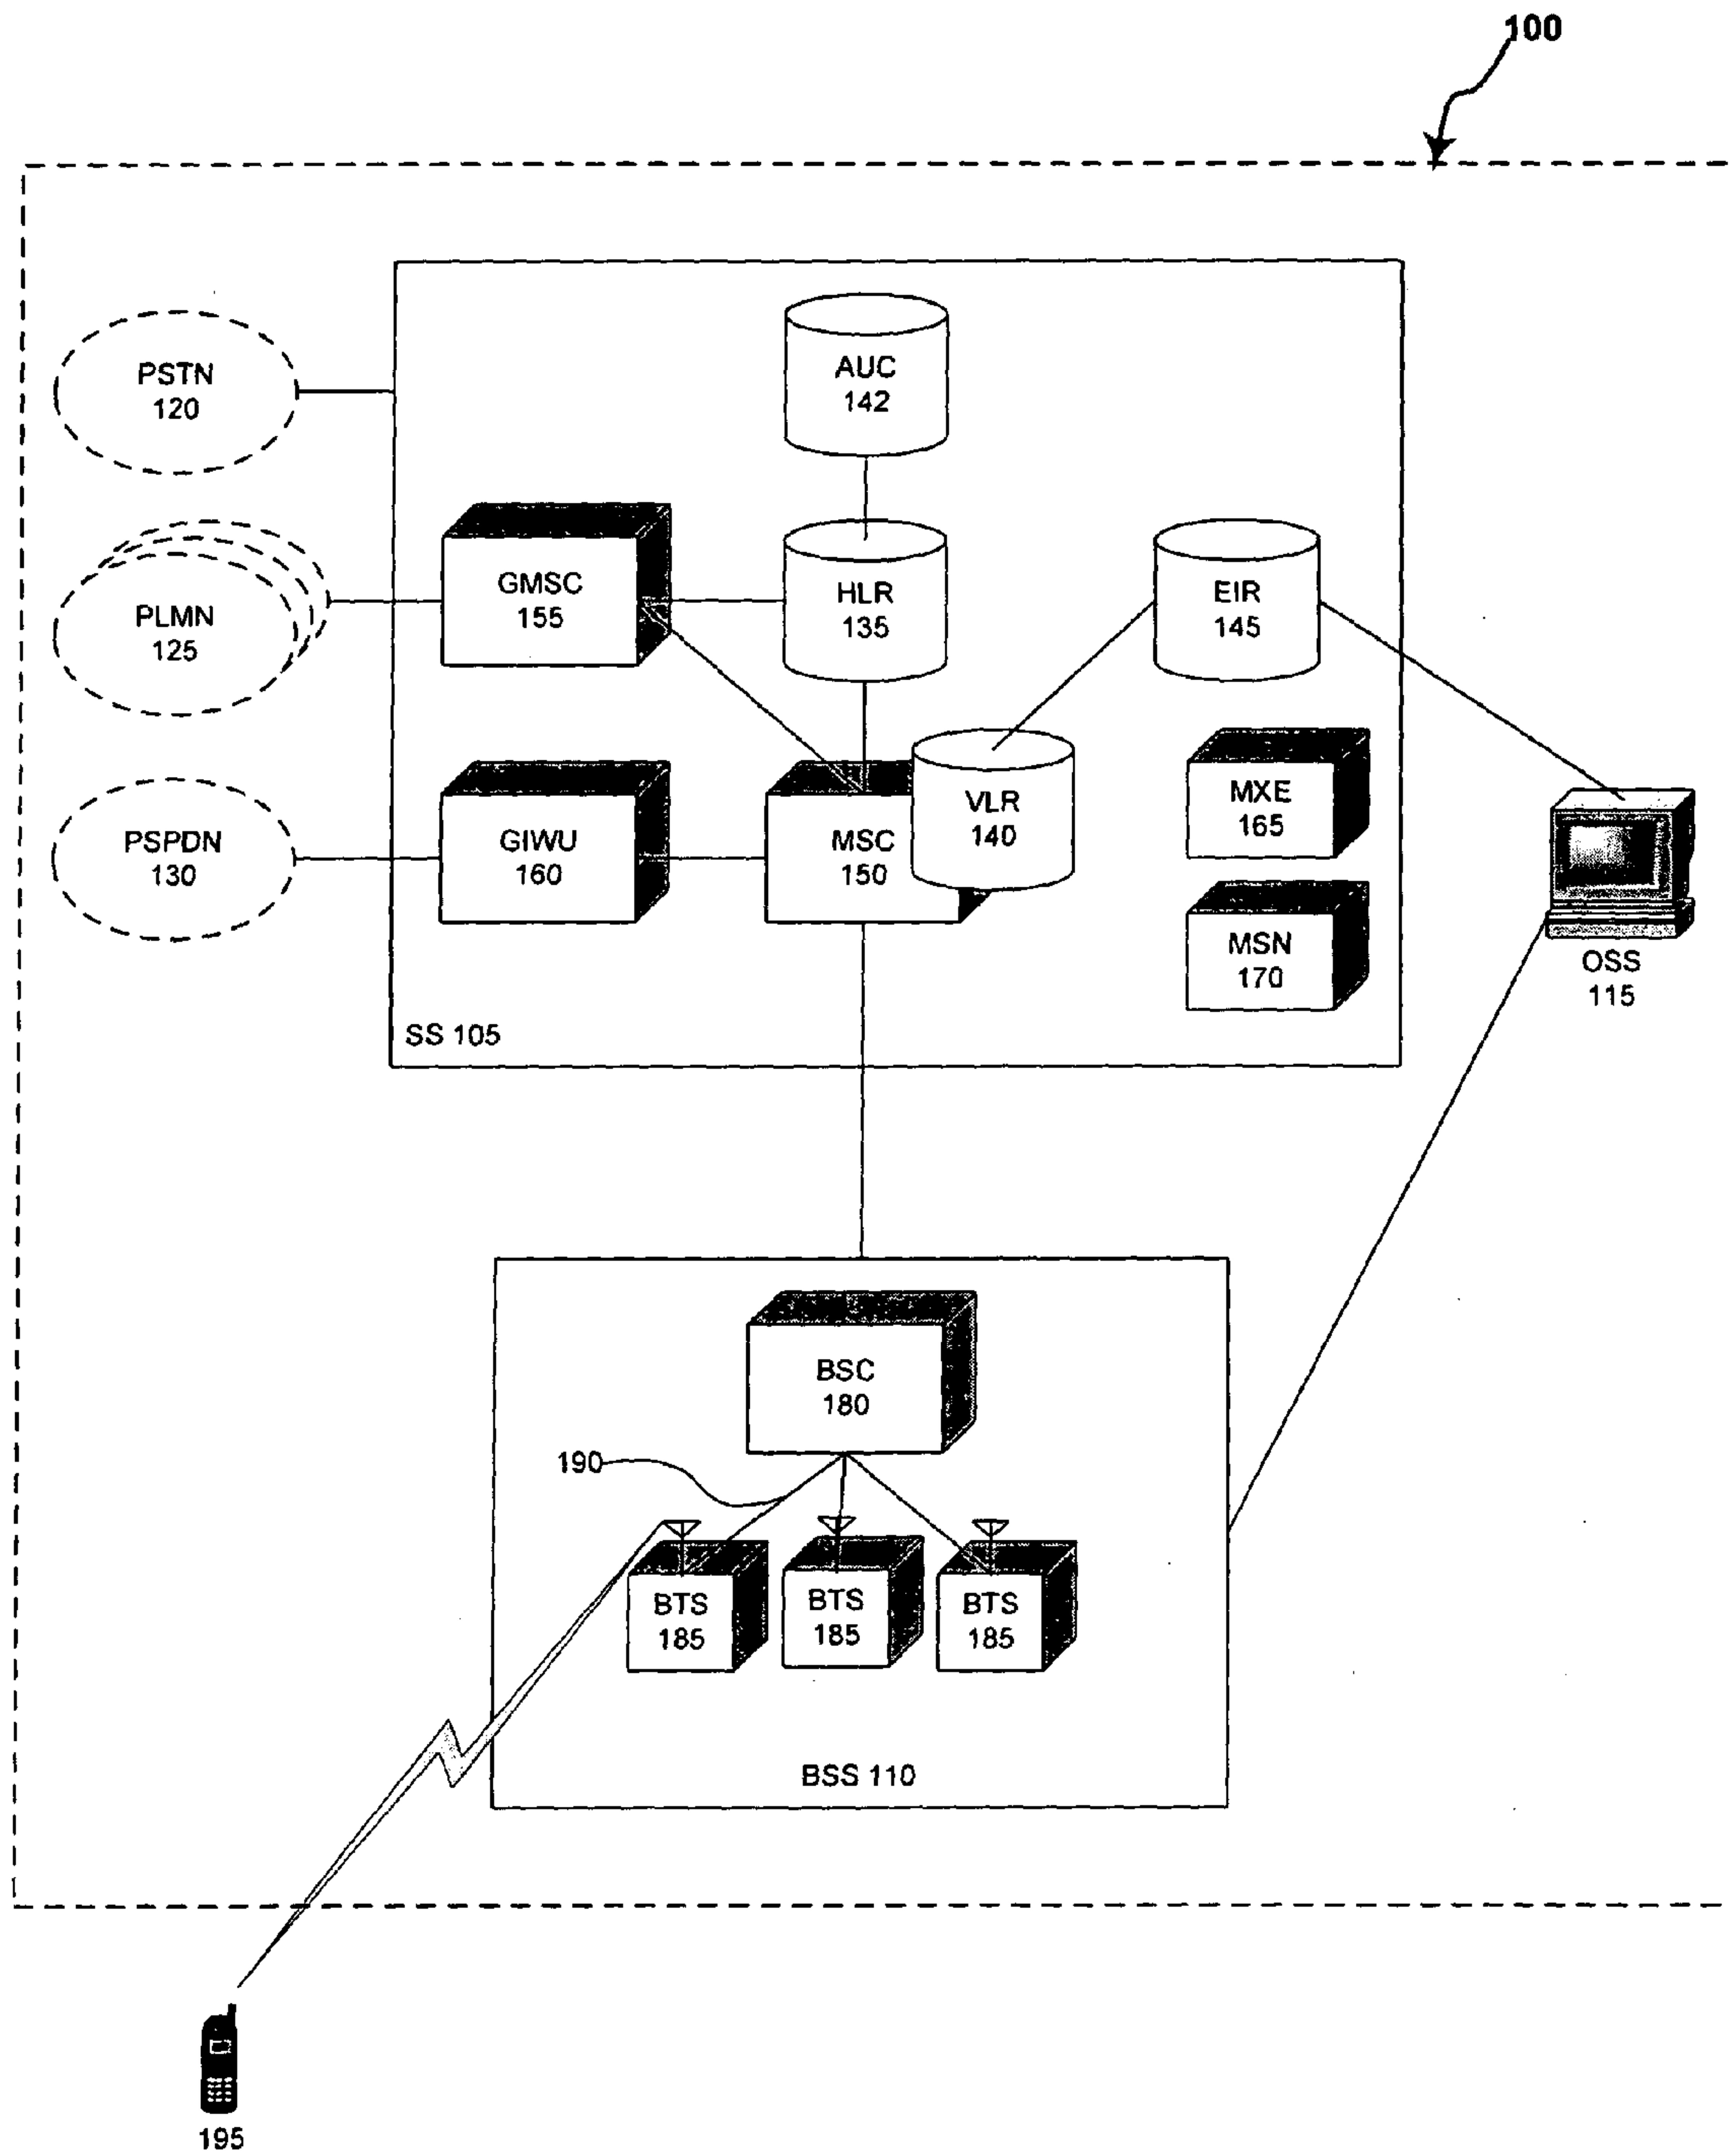 100
PSTN
120
AUC
142
PLMN
125
GMSC
155
HLR
135
EIR
145
PSPDN
130
GIWU
160
MSC
150
VLR
140
MXE
165
MSN
170
OSS
115
SS 105
BSC
180
190
BTS
185
BTS
185
BTS
185
BSS 110
195